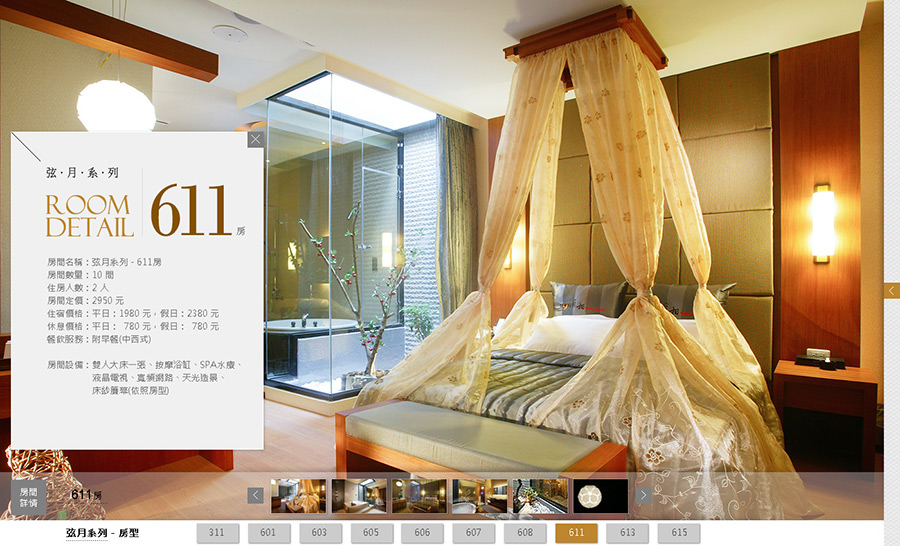 弦・月・系・列
ROOM
DETAIL
611房
房間名稱：弦月系列 - 611房
房間數量：10 間
住房人數：2 人
房間定價：2950 元
住宿價格：平日：1980 元，假日：2380 元
休息價格：平日： 780 元，假日： 780 元
餐飲服務：附早餐(中西式)
房間設備：雙人大床一張、按摩浴缸、SPA水療、
液晶電視、寬頻網路、天光造景、
床紗簾幕(依照房型)
房間
詳情
611房
弦月系列 - 房型
311 601 603 605 606 607 608 611 613 615